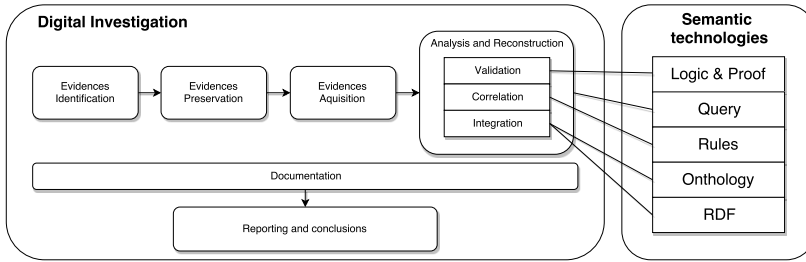 Digital Investigation
Evidences
Identification
Evidences
Preservation
Evidences
Aquisition
Analysis and Reconstruction
Validation
Correlation
Integration
Documentation
Reporting and conclusions
Semantic
technologies
Logic & Proof
Query
Rules
Onthology
RDF